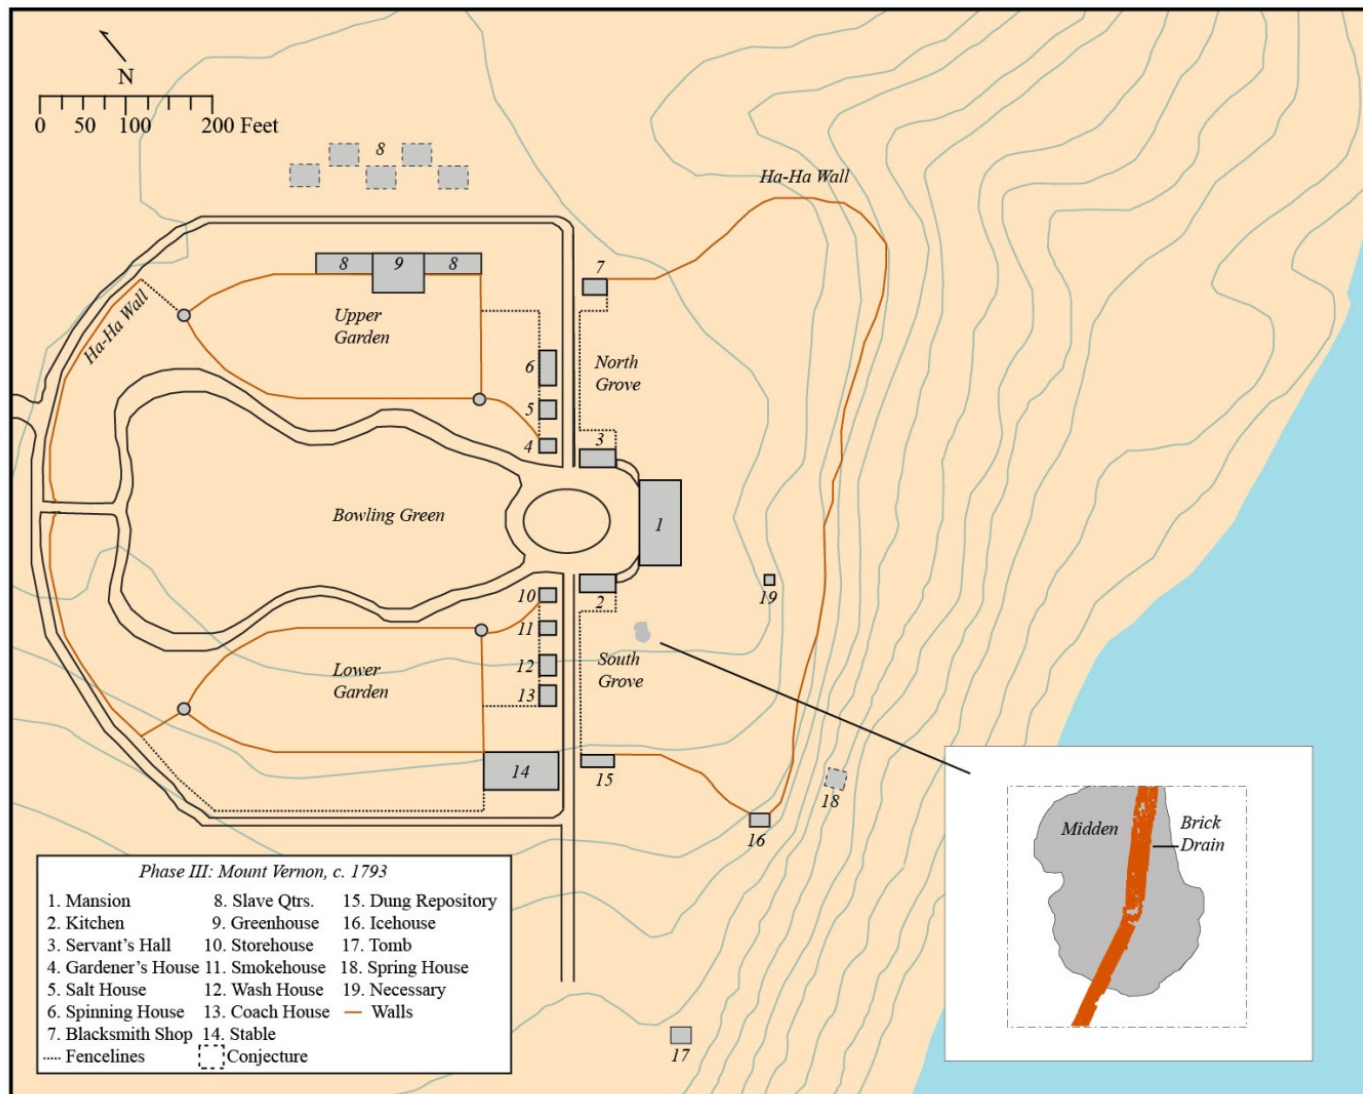 N
0 50 100 200 Feet
8
Ha-Ha Wall
8 9 8
7
Ha-Ha Wall
Upper
Garden
6
North
Grove
5
4
3
Bowling Green
1
10
2
19
11
Lower
Garden
12
South
Grove
13
14
15
18
16
17
Midden
Brick
Drain
Phase III: Mount Vernon, c. 1793
1. Mansion 8. Slave Qtrs. 15. Dung Repository
2. Kitchen 9. Greenhouse 16. Icehouse
3. Servant's Hall 10. Storehouse 17. Tomb
4. Gardener's House 11. Smokehouse 18. Spring House
5. Salt House 12. Wash House 19. Necessary
6. Spinning House 13. Coach House — Walls
7. Blacksmith Shop 14. Stable
Fencelines Conjecture